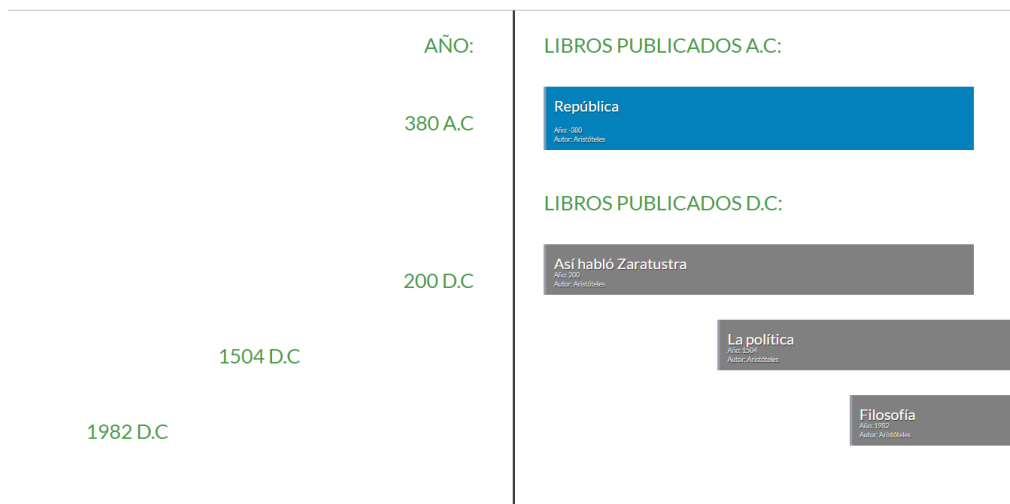 AÑO:
LIBROS PUBLICADOS A.C:
380 A.C
República
Año: -380
Autor: Aristóteles
LIBROS PUBLICADOS D.C:
200 D.C
Así habló Zaratustra
Año: 200
Autor: Aristóteles
1504 D.C
La política
Año: 1504
Autor: Aristóteles
1982 D.C
Filosofía
Año: 1982
Autor: Aristóteles